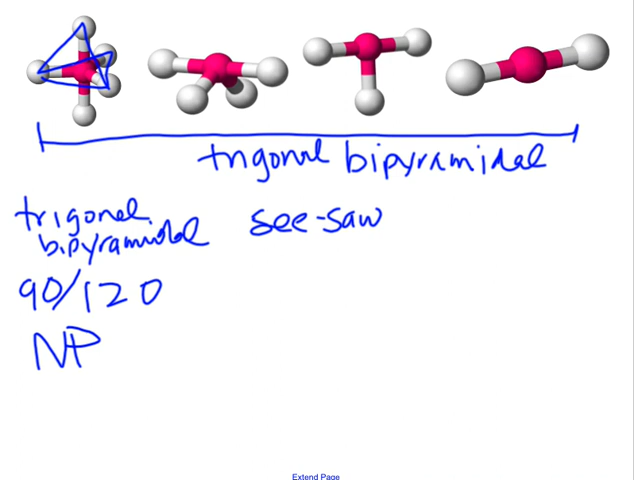 trigonal bipyramidal
trigonal
bipyramidal
see-saw
90/120
NP
Extend Page